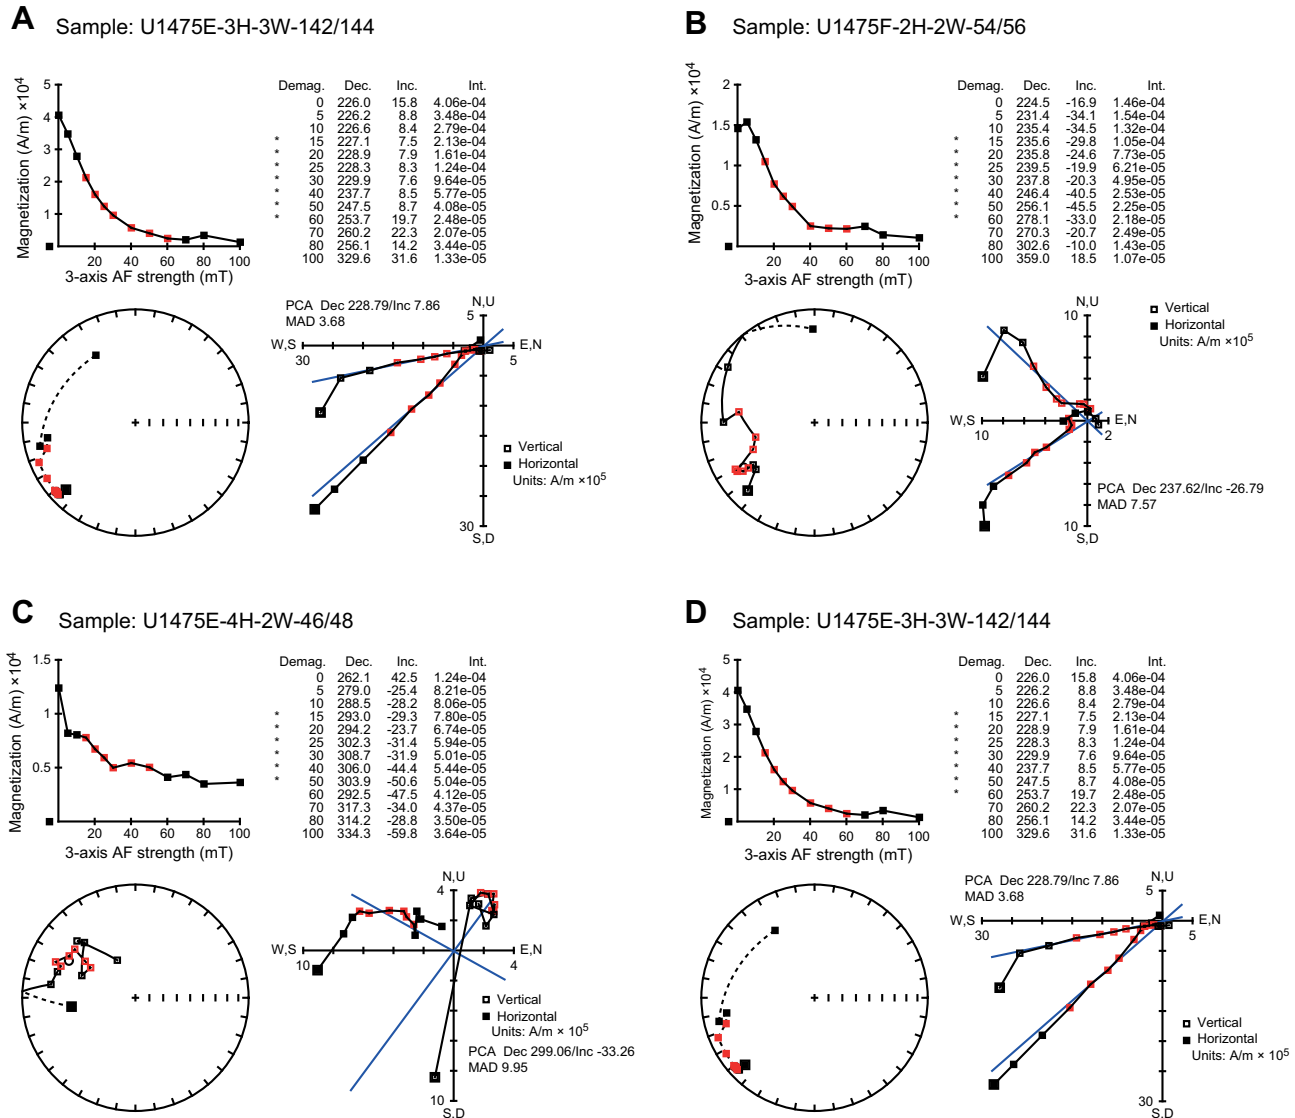 A Sample: U1475E-3H-3W-142/144
Magnetization (A/m) ×10⁴
5
4
3
2
1
20 40 60 80 100
3-axis AF strength (mT)
Demag. Dec. Inc. Int.
0 226.0 15.8 4.06e-04
5 226.2 8.8 3.48e-04
10 226.6 8.4 2.79e-04
* 15 227.1 7.5 2.13e-04
* 20 228.9 7.9 1.61e-04
* 25 228.3 8.3 1.24e-04
* 30 229.9 7.6 9.64e-05
* 40 237.7 8.5 5.77e-05
* 50 247.5 8.7 4.08e-05
* 60 253.7 19.7 2.48e-05
70 260.2 22.3 2.07e-05
80 256.1 14.2 3.44e-05
100 329.6 31.6 1.33e-05
PCA Dec 228.79/Inc 7.86
MAD 3.68
N,U
5
W,S
30
E,N
5
Vertical
Horizontal
Units: A/m ×10⁵
30
S,D
B Sample: U1475F-2H-2W-54/56
Magnetization (A/m) ×10⁴
2
1.5
1
0.5
20 40 60 80 100
3-axis AF strength (mT)
Demag. Dec. Inc. Int.
0 224.5 -16.9 1.46e-04
5 231.4 -34.1 1.54e-04
10 235.4 -34.5 1.32e-04
* 15 235.6 -29.8 1.05e-04
* 20 235.8 -24.6 7.73e-05
* 25 239.5 -19.9 6.21e-05
* 30 237.8 -20.3 4.95e-05
* 40 246.4 -40.5 2.53e-05
* 50 256.1 -45.5 2.25e-05
* 60 278.1 -33.0 2.18e-05
70 270.3 -20.7 2.49e-05
80 302.6 -10.0 1.43e-05
100 359.0 18.5 1.07e-05
N,U
10
Vertical
Horizontal
Units: A/m ×10⁵
W,S
10
E,N
2
PCA Dec 237.62/Inc -26.79
MAD 7.57
10
S,D
C Sample: U1475E-4H-2W-46/48
Magnetization (A/m) ×10⁴
1.5
1
0.5
20 40 60 80 100
3-axis AF strength (mT)
Demag. Dec. Inc. Int.
0 262.1 42.5 1.24e-04
5 279.0 -25.4 8.21e-05
10 288.5 -28.2 8.06e-05
* 15 293.0 -29.3 7.80e-05
* 20 294.2 -23.7 6.74e-05
* 25 302.3 -31.4 5.94e-05
* 30 308.7 -31.9 5.01e-05
* 40 306.0 -44.4 5.44e-05
* 50 303.9 -50.6 5.04e-05
60 292.5 -47.5 4.12e-05
70 317.3 -34.0 4.37e-05
80 314.2 -28.8 3.50e-05
100 334.3 -59.8 3.64e-05
N,U
4
W,S
10
E,N
4
Vertical
Horizontal
Units: A/m × 10⁵
PCA Dec 299.06/Inc -33.26
MAD 9.95
10
S,D
D Sample: U1475E-3H-3W-142/144
Magnetization (A/m) ×10⁴
5
4
3
2
1
20 40 60 80 100
3-axis AF strength (mT)
Demag. Dec. Inc. Int.
0 226.0 15.8 4.06e-04
5 226.2 8.8 3.48e-04
10 226.6 8.4 2.79e-04
* 15 227.1 7.5 2.13e-04
* 20 228.9 7.9 1.61e-04
* 25 228.3 8.3 1.24e-04
* 30 229.9 7.6 9.64e-05
* 40 237.7 8.5 5.77e-05
* 50 247.5 8.7 4.08e-05
* 60 253.7 19.7 2.48e-05
70 260.2 22.3 2.07e-05
80 256.1 14.2 3.44e-05
100 329.6 31.6 1.33e-05
PCA Dec 228.79/Inc 7.86
MAD 3.68
N,U
5
W,S
30
E,N
5
Vertical
Horizontal
Units: A/m × 10⁵
30
S,D